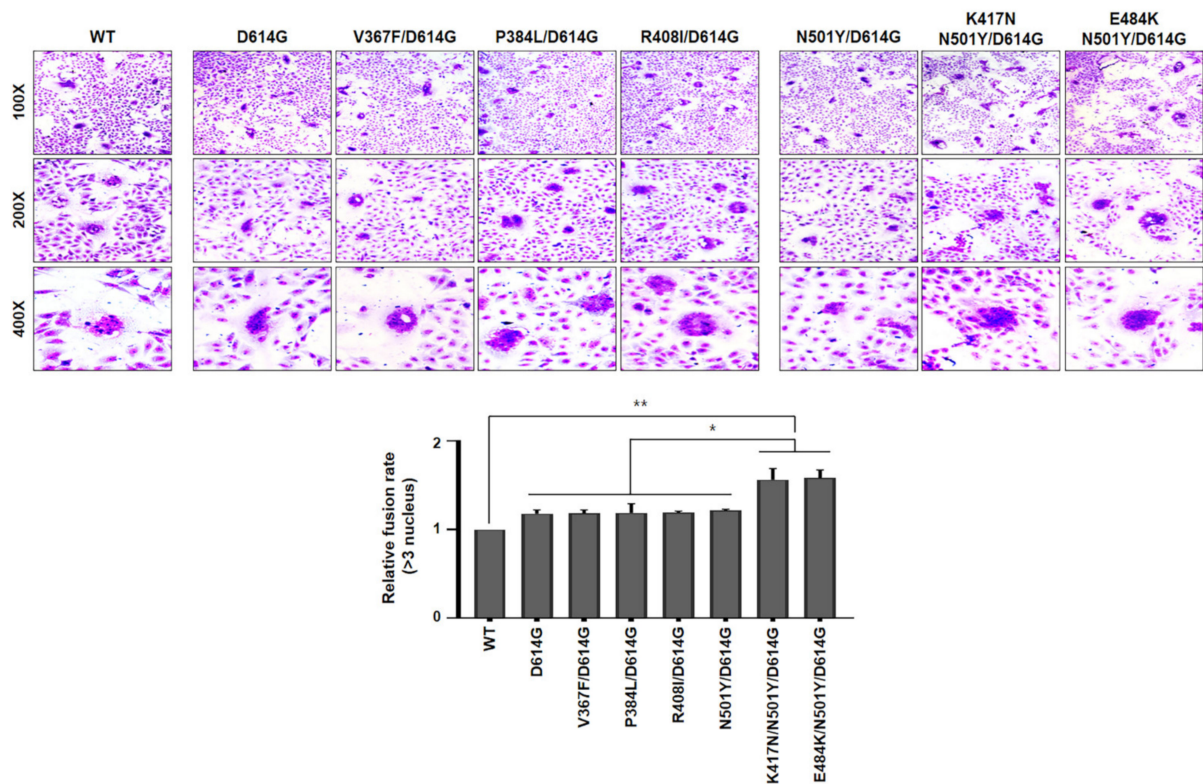 K417N E484K
WT D614G V367F/D614G P384L/D614G R408I/D614G N501Y/D614G N501Y/D614G N501Y/D614G
100X
200X
400X
**
*
2
1
0
Relative fusion rate
(>3 nucleus)
WT
D614G
V367F/D614G
P384L/D614G
R408I/D614G
N501Y/D614G
K417N/N501Y/D614G
E484K/N501Y/D614G